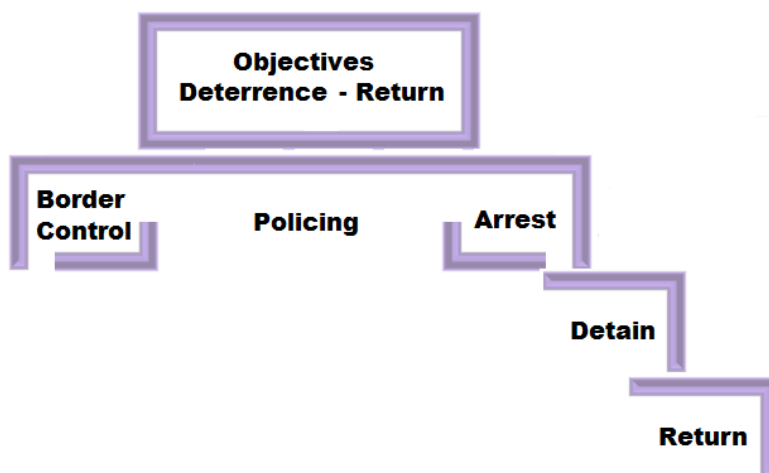 Objectives
Deterrence - Return
Border
Control
Policing
Arrest
Detain
Return